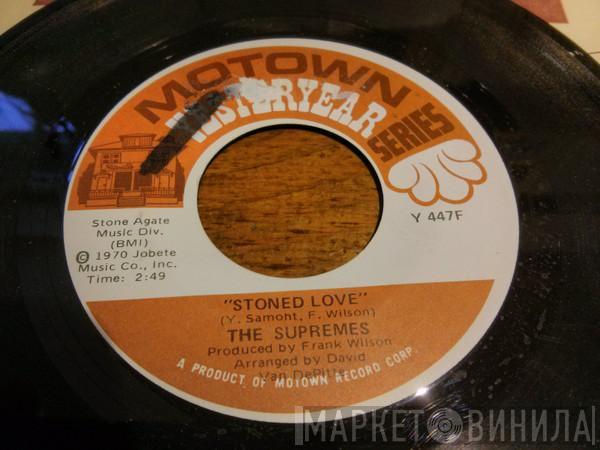 MOTOWN
YESTERYEAR
SERIES
Y 447F
Stone Agate
Music Div.
(BMI)
© 1970 Jobete
Music Co., Inc.
Time: 2:49
"STONED LOVE"
(Y. Samoht, F. Wilson)
THE SUPREMES
Produced by Frank Wilson
Arranged by David
Van DePitte
A PRODUCT OF MOTOWN RECORD CORP.
МАРКЕТ ВИНИЛА